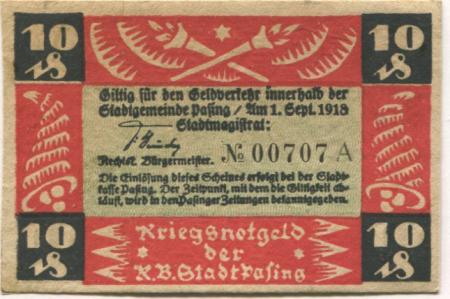 10 10
₰ ₰
Giltig für den Geldverkehr innerhalb der
Stadtgemeinde Pasing / Am 1. Sept. 1918
Stadtmagistrat:
Rechtsk. Bürgermeister. № 00707 A
Die Einlösung dieses Scheines erfolgt bei der Stadt-
kasse Pasing. Der Zeitpunkt, mit dem die Giltigkeit ab-
läuft, wird in den Pasinger Zeitungen bekanntgegeben.
10 10
₰ ₰
Kriegsnotgeld
der
K.B. Stadt Pasing